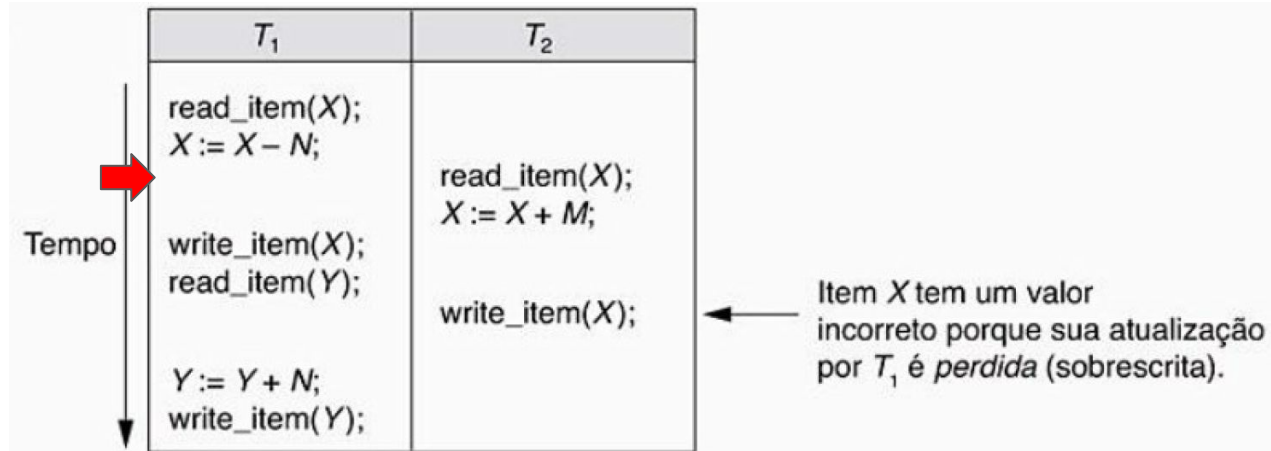 T₁ T₂
read_item(X);
X := X – N;
read_item(X);
X := X + M;
Tempo
write_item(X);
read_item(Y);
write_item(X);
Item X tem um valor
incorreto porque sua atualização
por T₁ é perdida (sobrescrita).
Y := Y + N;
write_item(Y);